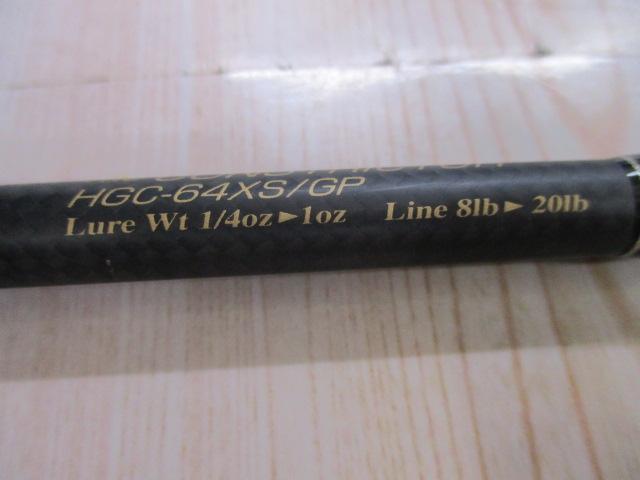 HGC-64XS/GP
Lure Wt 1/4oz►1oz Line 8lb► 20lb